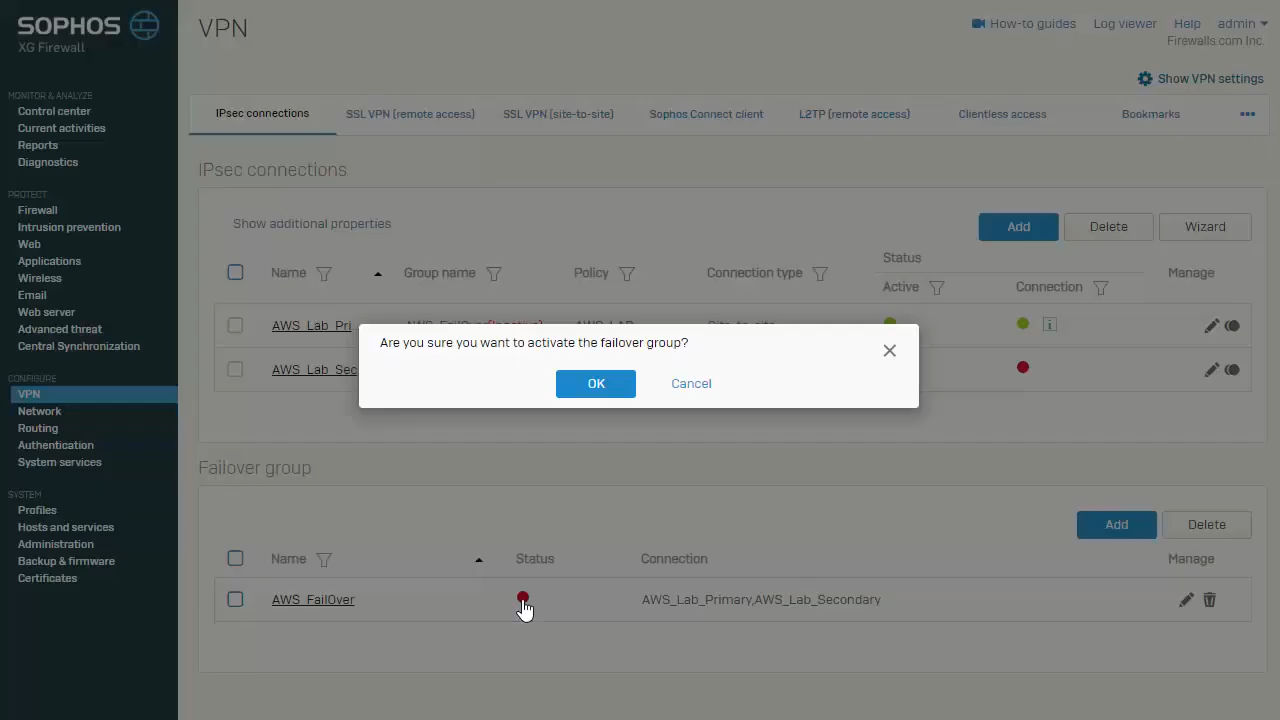 SOPHOS
XG Firewall
VPN
How-to guides Log viewer Help admin
Firewalls.com Inc.
Show VPN settings
MONITOR & ANALYZE
Control center
Current activities
Reports
Diagnostics
PROTECT
Firewall
Intrusion prevention
Web
Applications
Wireless
Email
Web server
Advanced threat
Central Synchronization
CONFIGURE
VPN
Network
Routing
Authentication
System services
SYSTEM
Profiles
Hosts and services
Administration
Backup & firmware
Certificates
IPsec connections SSL VPN (remote access) SSL VPN (site-to-site) Sophos Connect client L2TP (remote access) Clientless access Bookmarks
IPsec connections
Show additional properties
Add Delete Wizard
Status
Name Group name Policy Connection type Active Connection Manage
AWS_Lab_Pri AWS_FailOver(Inactive) AWS_LAB Site-to-site
AWS_Lab_Sec
Are you sure you want to activate the failover group?
OK Cancel
Failover group
Add Delete
Name Status Connection Manage
AWS_FailOver AWS_Lab_Primary,AWS_Lab_Secondary